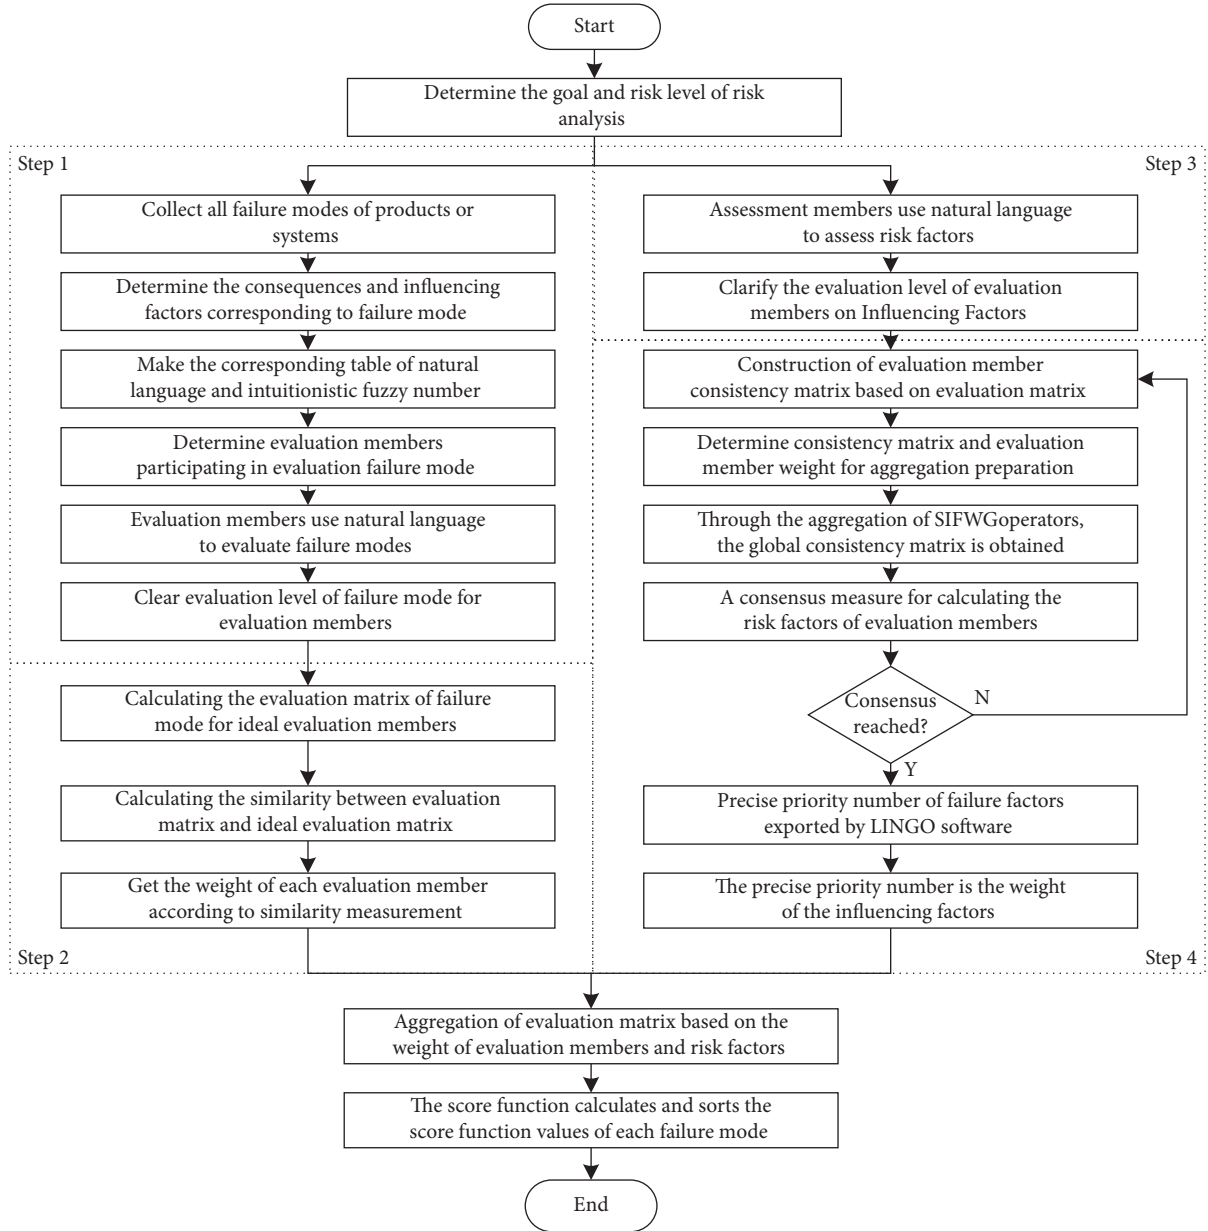 Start
Determine the goal and risk level of risk
analysis
Step 1
Collect all failure modes of products or
systems
Determine the consequences and influencing
factors corresponding to failure mode
Make the corresponding table of natural
language and intuitionistic fuzzy number
Determine evaluation members
participating in evaluation failure mode
Evaluation members use natural language
to evaluate failure modes
Clear evaluation level of failure mode for
evaluation members
Calculating the evaluation matrix of failure
mode for ideal evaluation members
Calculating the similarity between evaluation
matrix and ideal evaluation matrix
Get the weight of each evaluation member
according to similarity measurement
Step 2
Step 3
Assessment members use natural language
to assess risk factors
Clarify the evaluation level of evaluation
members on Influencing Factors
Construction of evaluation member
consistency matrix based on evaluation matrix
Determine consistency matrix and evaluation
member weight for aggregation preparation
Through the aggregation of SIFWGoperators,
the global consistency matrix is obtained
A consensus measure for calculating the
risk factors of evaluation members
Consensus
reached?
N
Y
Precise priority number of failure factors
exported by LINGO software
The precise priority number is the weight
of the influencing factors
Step 4
Aggregation of evaluation matrix based on the
weight of evaluation members and risk factors
The score function calculates and sorts the
score function values of each failure mode
End